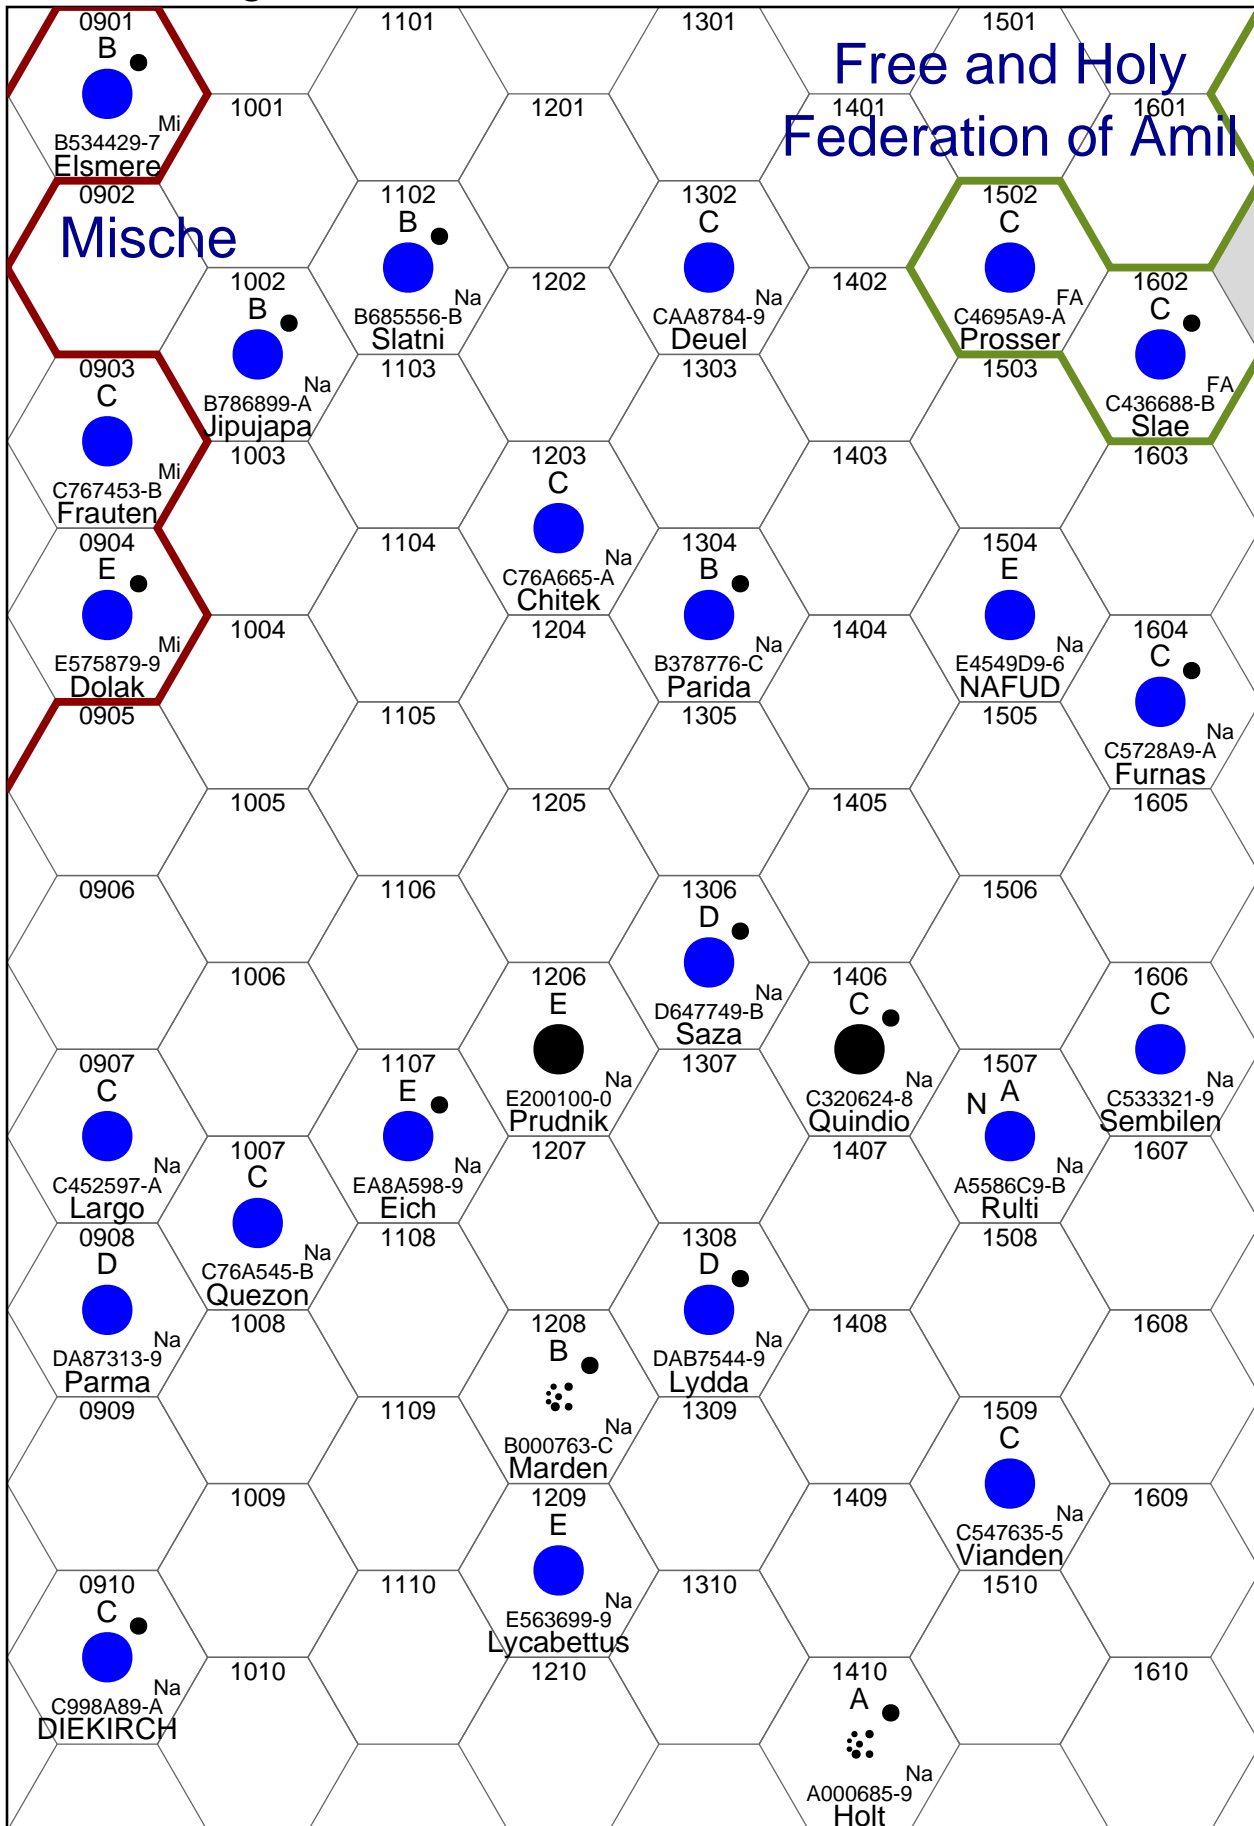 0901
B
Mi
B534429-7
Elsmere
1101
1501
Free and Holy
Federation of Amil
1001
1201
1401
1601
0902
Mische
1102
B
Na
B685556-B
Slatni
1302
C
Na
CAA8784-9
Deuel
1502
C
FA
C4695A9-A
Prosser
1002
B
Na
B786899-A
Jipujapa
1202
1402
1602
C
FA
C436688-B
Slae
0903
C
Mi
C767453-B
Frauten
1103
1303
1503
1003
1203
C
Na
C76A665-A
Chitek
1403
1603
0904
E
Mi
E575879-9
Dolak
1104
1304
B
Na
B378776-C
Parida
1504
E
Na
E4549D9-6
NAFUD
1004
1204
1404
1604
C
Na
C5728A9-A
Furnas
0905
1105
1305
1505
1005
1205
1405
1605
0906
1106
1306
D
Na
D647749-B
Saza
1506
1006
1206
E
Na
E200100-0
Prudnik
1406
C
Na
C320624-8
Quindio
1606
C
Na
C533321-9
Sembilen
0907
C
Na
C452597-A
Largo
1107
E
Na
EA8A598-9
Eich
1307
1507
N A
Na
A5586C9-B
Rulti
1007
C
Na
C76A545-B
Quezon
1207
1407
1607
0908
D
Na
DA87313-9
Parma
1108
1308
D
Na
DAB7544-9
Lydda
1508
1008
1208
B
Na
B000763-C
Marden
1408
1608
0909
1109
1309
1509
C
Na
C547635-5
Vianden
1009
1209
E
Na
E563699-9
Lycabettus
1409
1609
0910
C
Na
C998A89-A
DIEKIRCH
1110
1310
1510
1010
1210
1410
A
Na
A000685-9
Holt
1610